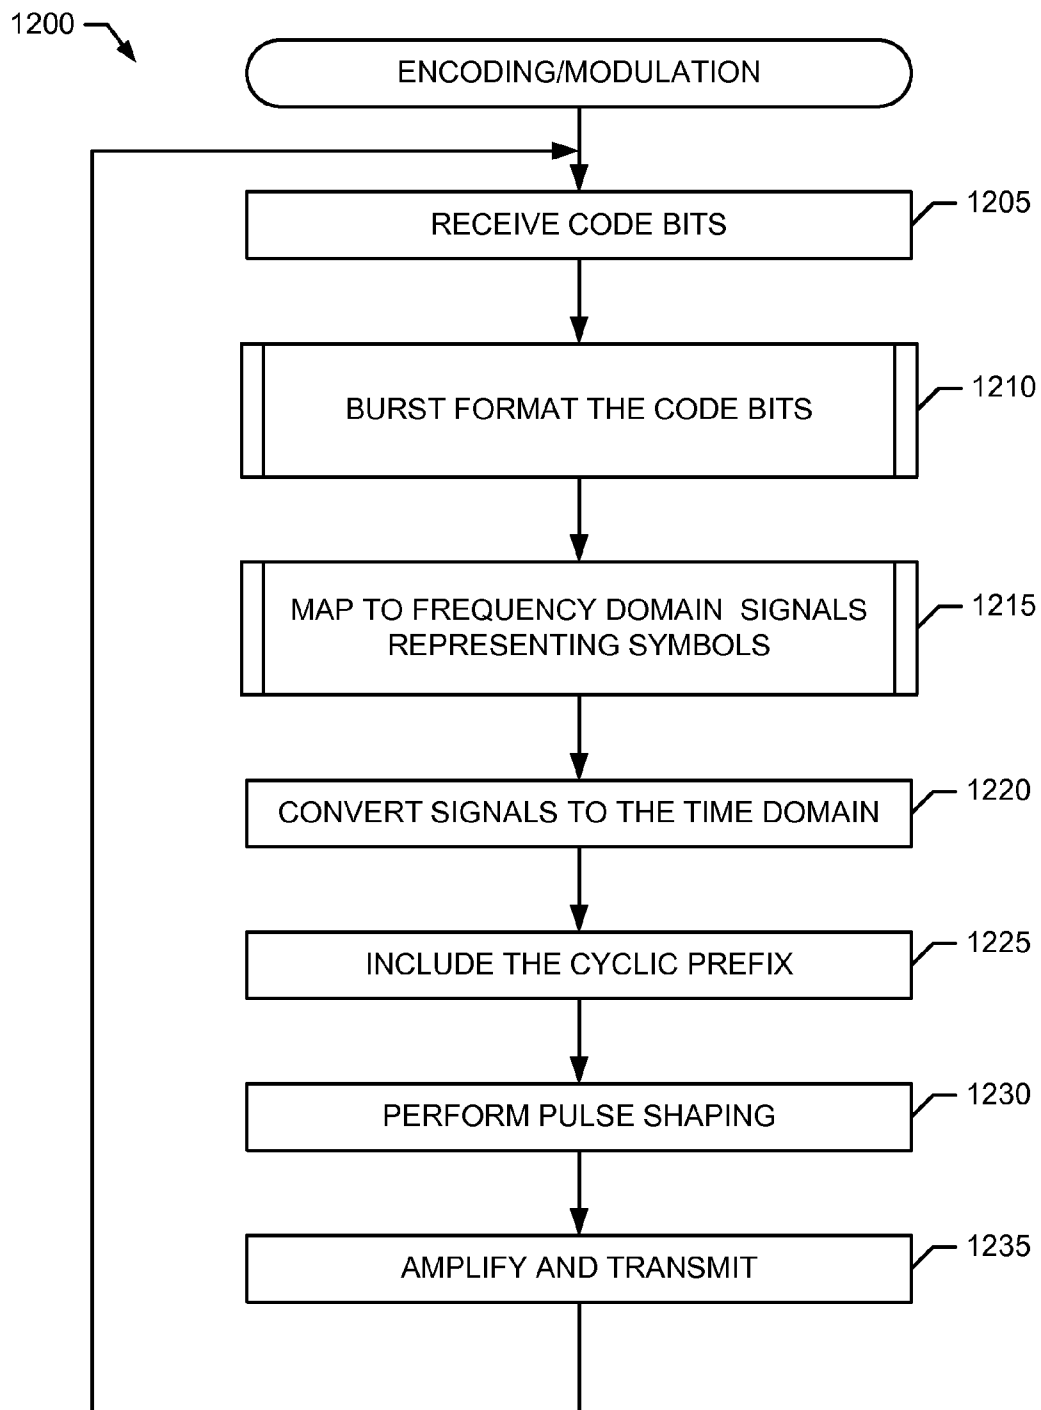 1200
ENCODING/MODULATION
1205
RECEIVE CODE BITS
1210
BURST FORMAT THE CODE BITS
1215
MAP TO FREQUENCY DOMAIN SIGNALS
REPRESENTING SYMBOLS
1220
CONVERT SIGNALS TO THE TIME DOMAIN
1225
INCLUDE THE CYCLIC PREFIX
1230
PERFORM PULSE SHAPING
1235
AMPLIFY AND TRANSMIT